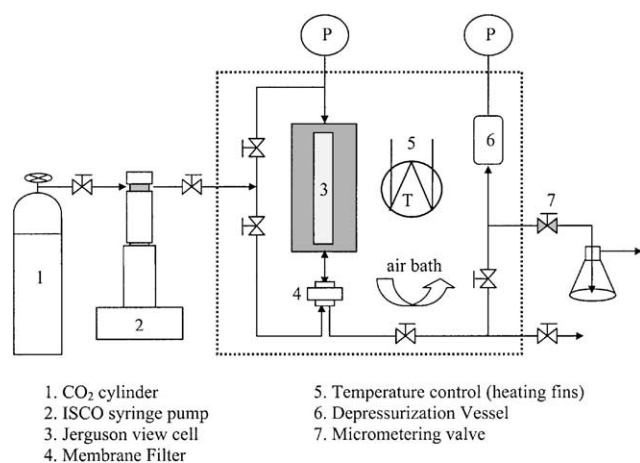 P
P
5
6
T
3
7
air bath
4
1
2
1. CO₂ cylinder
2. ISCO syringe pump
3. Jerguson view cell
4. Membrane Filter
5. Temperature control (heating fins)
6. Depressurization Vessel
7. Micrometering valve